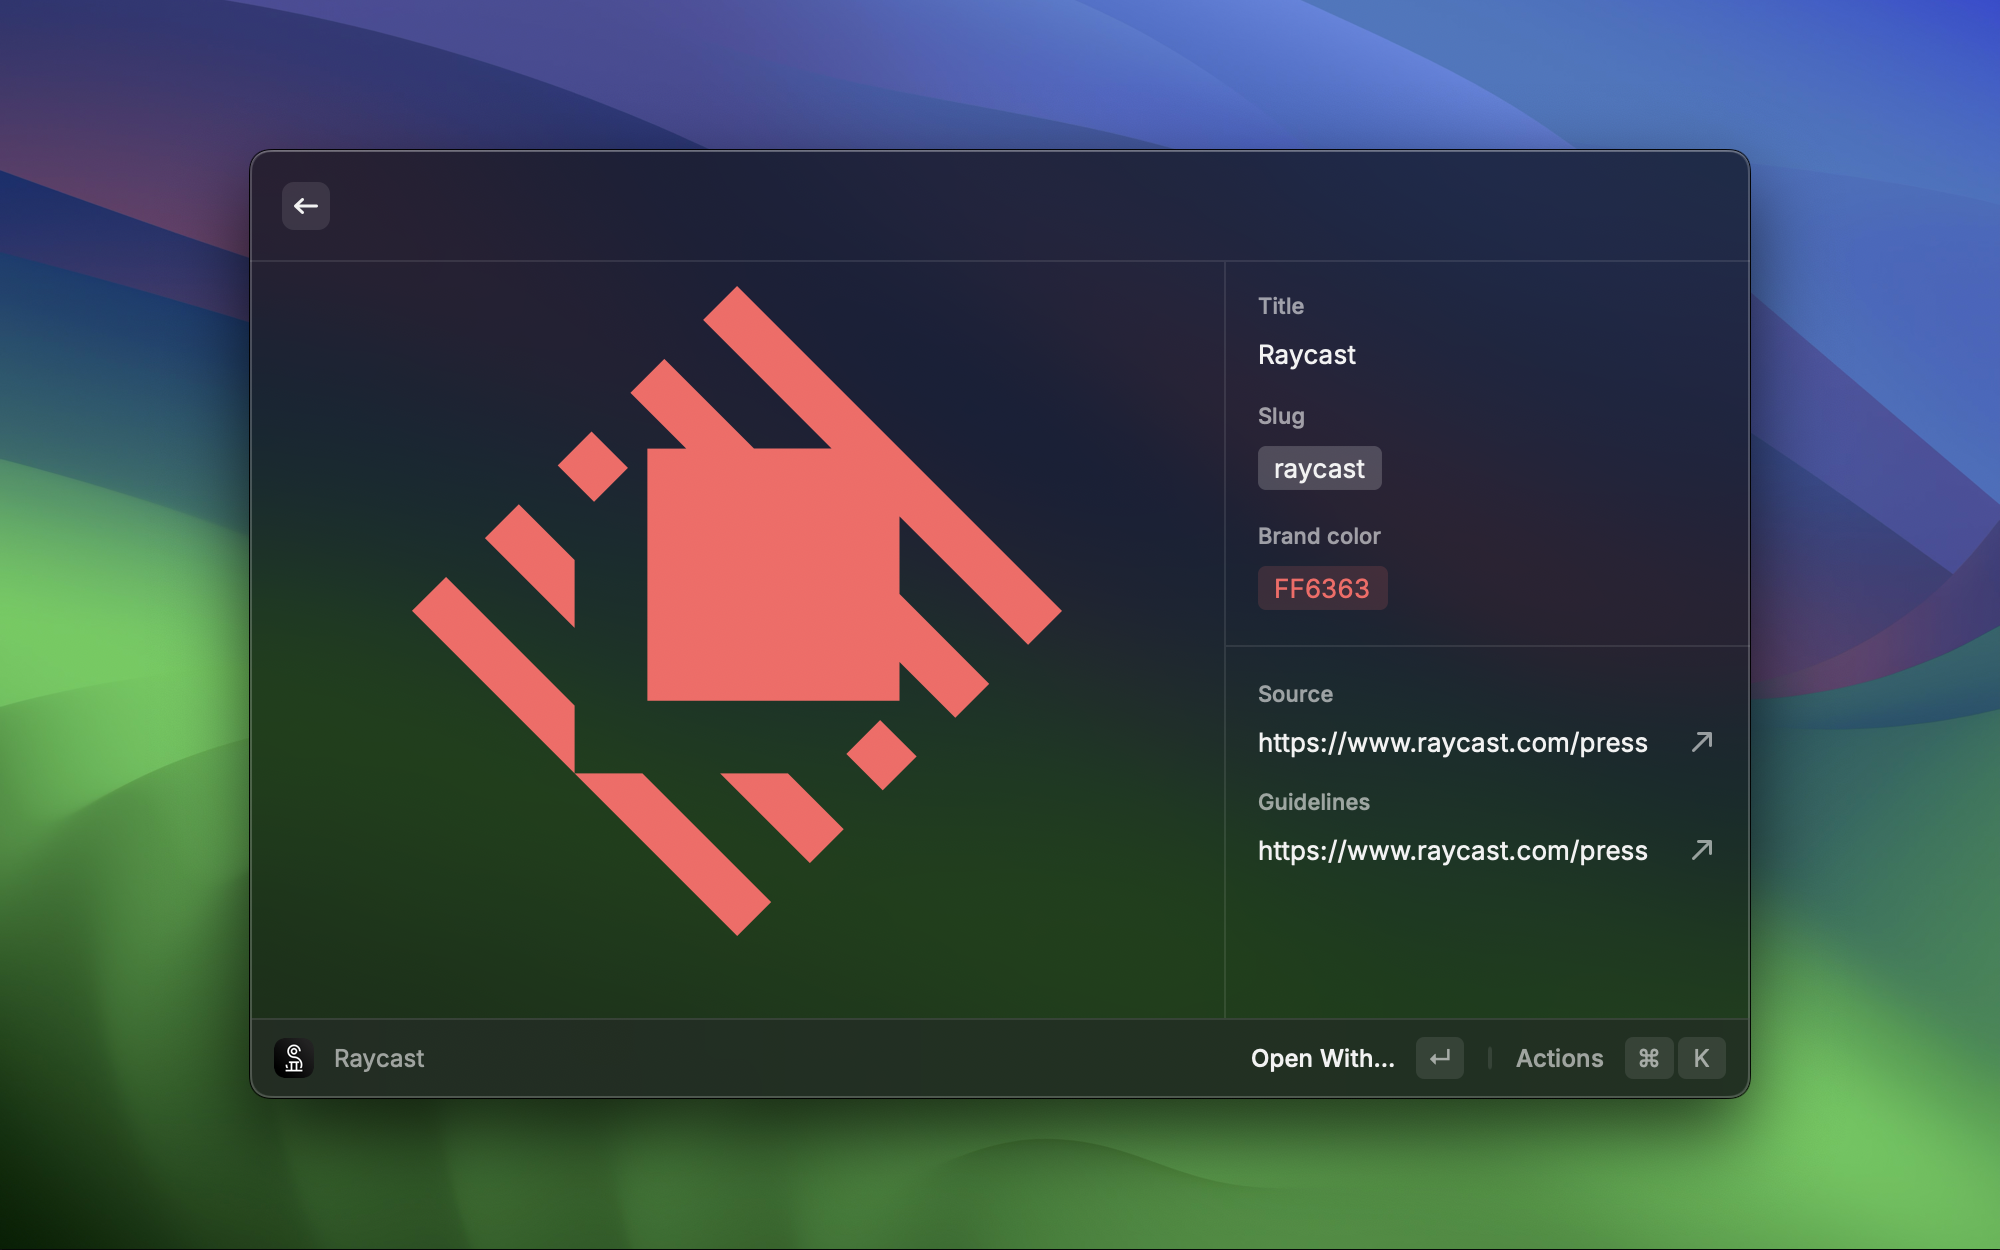 Title
Raycast
Slug
raycast
Brand color
FF6363
Source
https://www.raycast.com/press
Guidelines
https://www.raycast.com/press
Raycast
Open With...
Actions
⌘ K